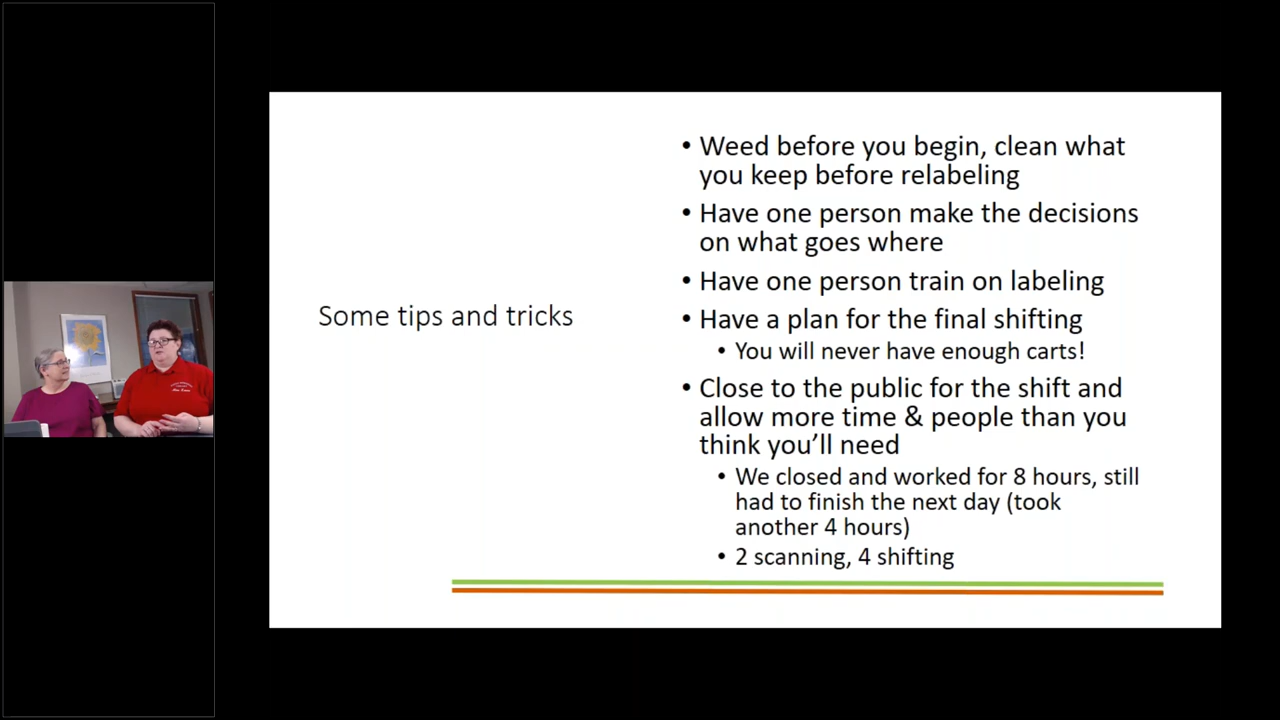 Some tips and tricks
• Weed before you begin, clean what
you keep before relabeling
• Have one person make the decisions
on what goes where
• Have one person train on labeling
• Have a plan for the final shifting
• You will never have enough carts!
• Close to the public for the shift and
allow more time & people than you
think you’ll need
• We closed and worked for 8 hours, still
had to finish the next day (took
another 4 hours)
• 2 scanning, 4 shifting